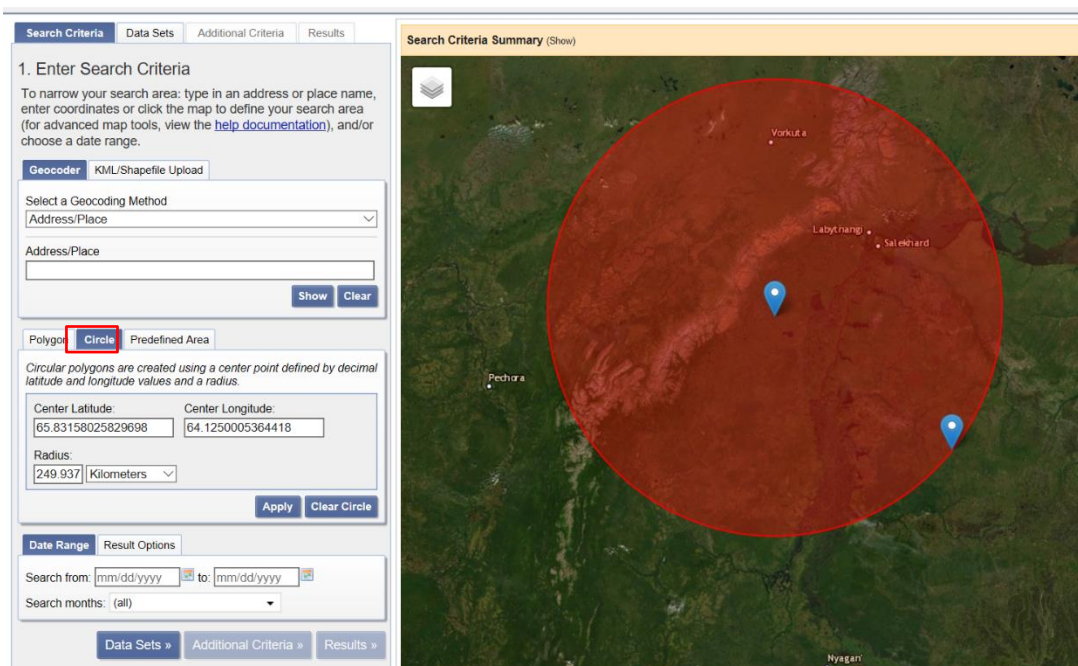 Search Criteria Data Sets Additional Criteria Results
1. Enter Search Criteria
To narrow your search area: type in an address or place name,
enter coordinates or click the map to define your search area
(for advanced map tools, view the help documentation), and/or
choose a date range.
Geocoder KML/Shapefile Upload
Select a Geocoding Method
Address/Place
Address/Place
Show Clear
Polygon Circle Predefined Area
Circular polygons are created using a center point defined by decimal
latitude and longitude values and a radius.
Center Latitude: Center Longitude:
65.83158025829698 64.1250005364418
Radius:
249.937 Kilometers
Apply Clear Circle
Date Range Result Options
Search from: mm/dd/yyyy to: mm/dd/yyyy
Search months: (all)
Data Sets » Additional Criteria » Results »
Search Criteria Summary (Show)
Vorkuta
Labytnangi
Salekhard
Pechora
Nyagan'